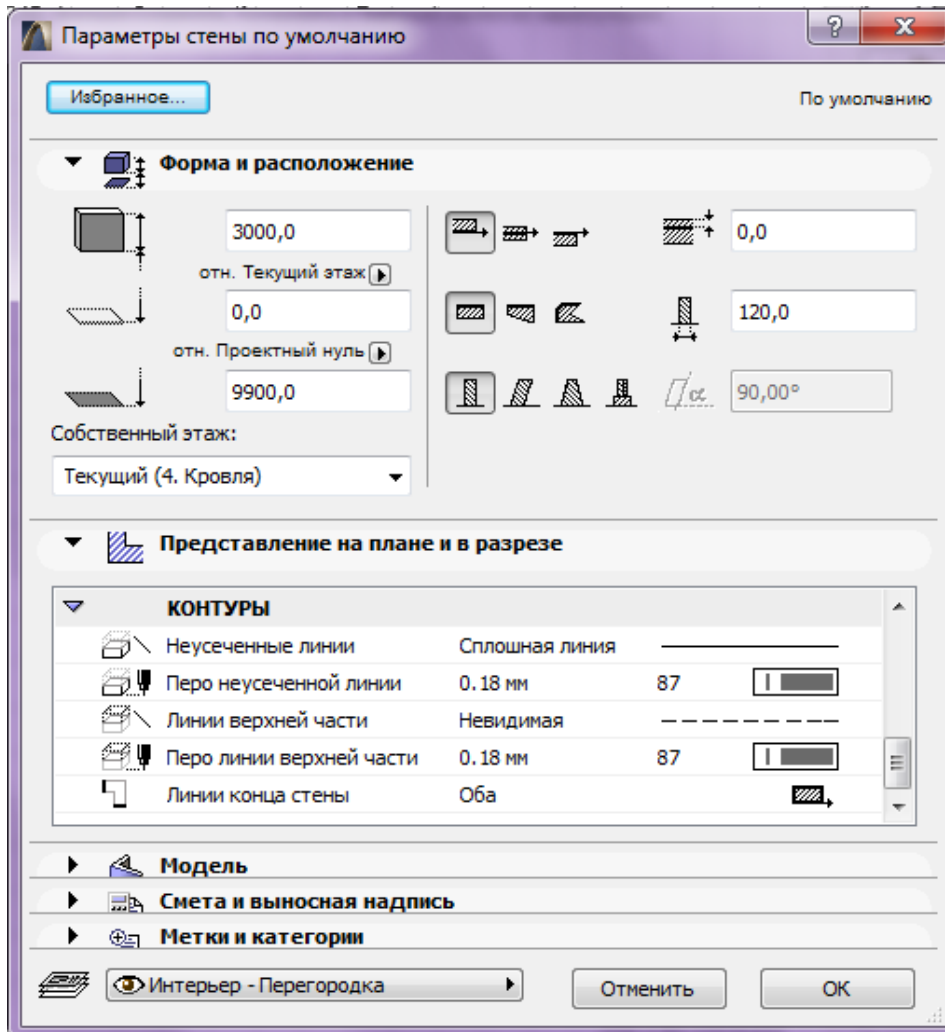 Параметры стены по умолчанию
Избранное...
По умолчанию
Форма и расположение
3000,0
отн. Текущий этаж
0,0
отн. Проектный нуль
9900,0
Собственный этаж:
Текущий (4. Кровля)
0,0
120,0
α
90,00°
Представление на плане и в разрезе
КОНТУРЫ
Неусеченные линии Сплошная линия
Перо неусеченной линии 0.18 мм 87
Линии верхней части Невидимая
Перо линии верхней части 0.18 мм 87
Линии конца стены Оба
Модель
Смета и выносная надпись
Метки и категории
Интерьер - Перегородка
Отменить
ОК